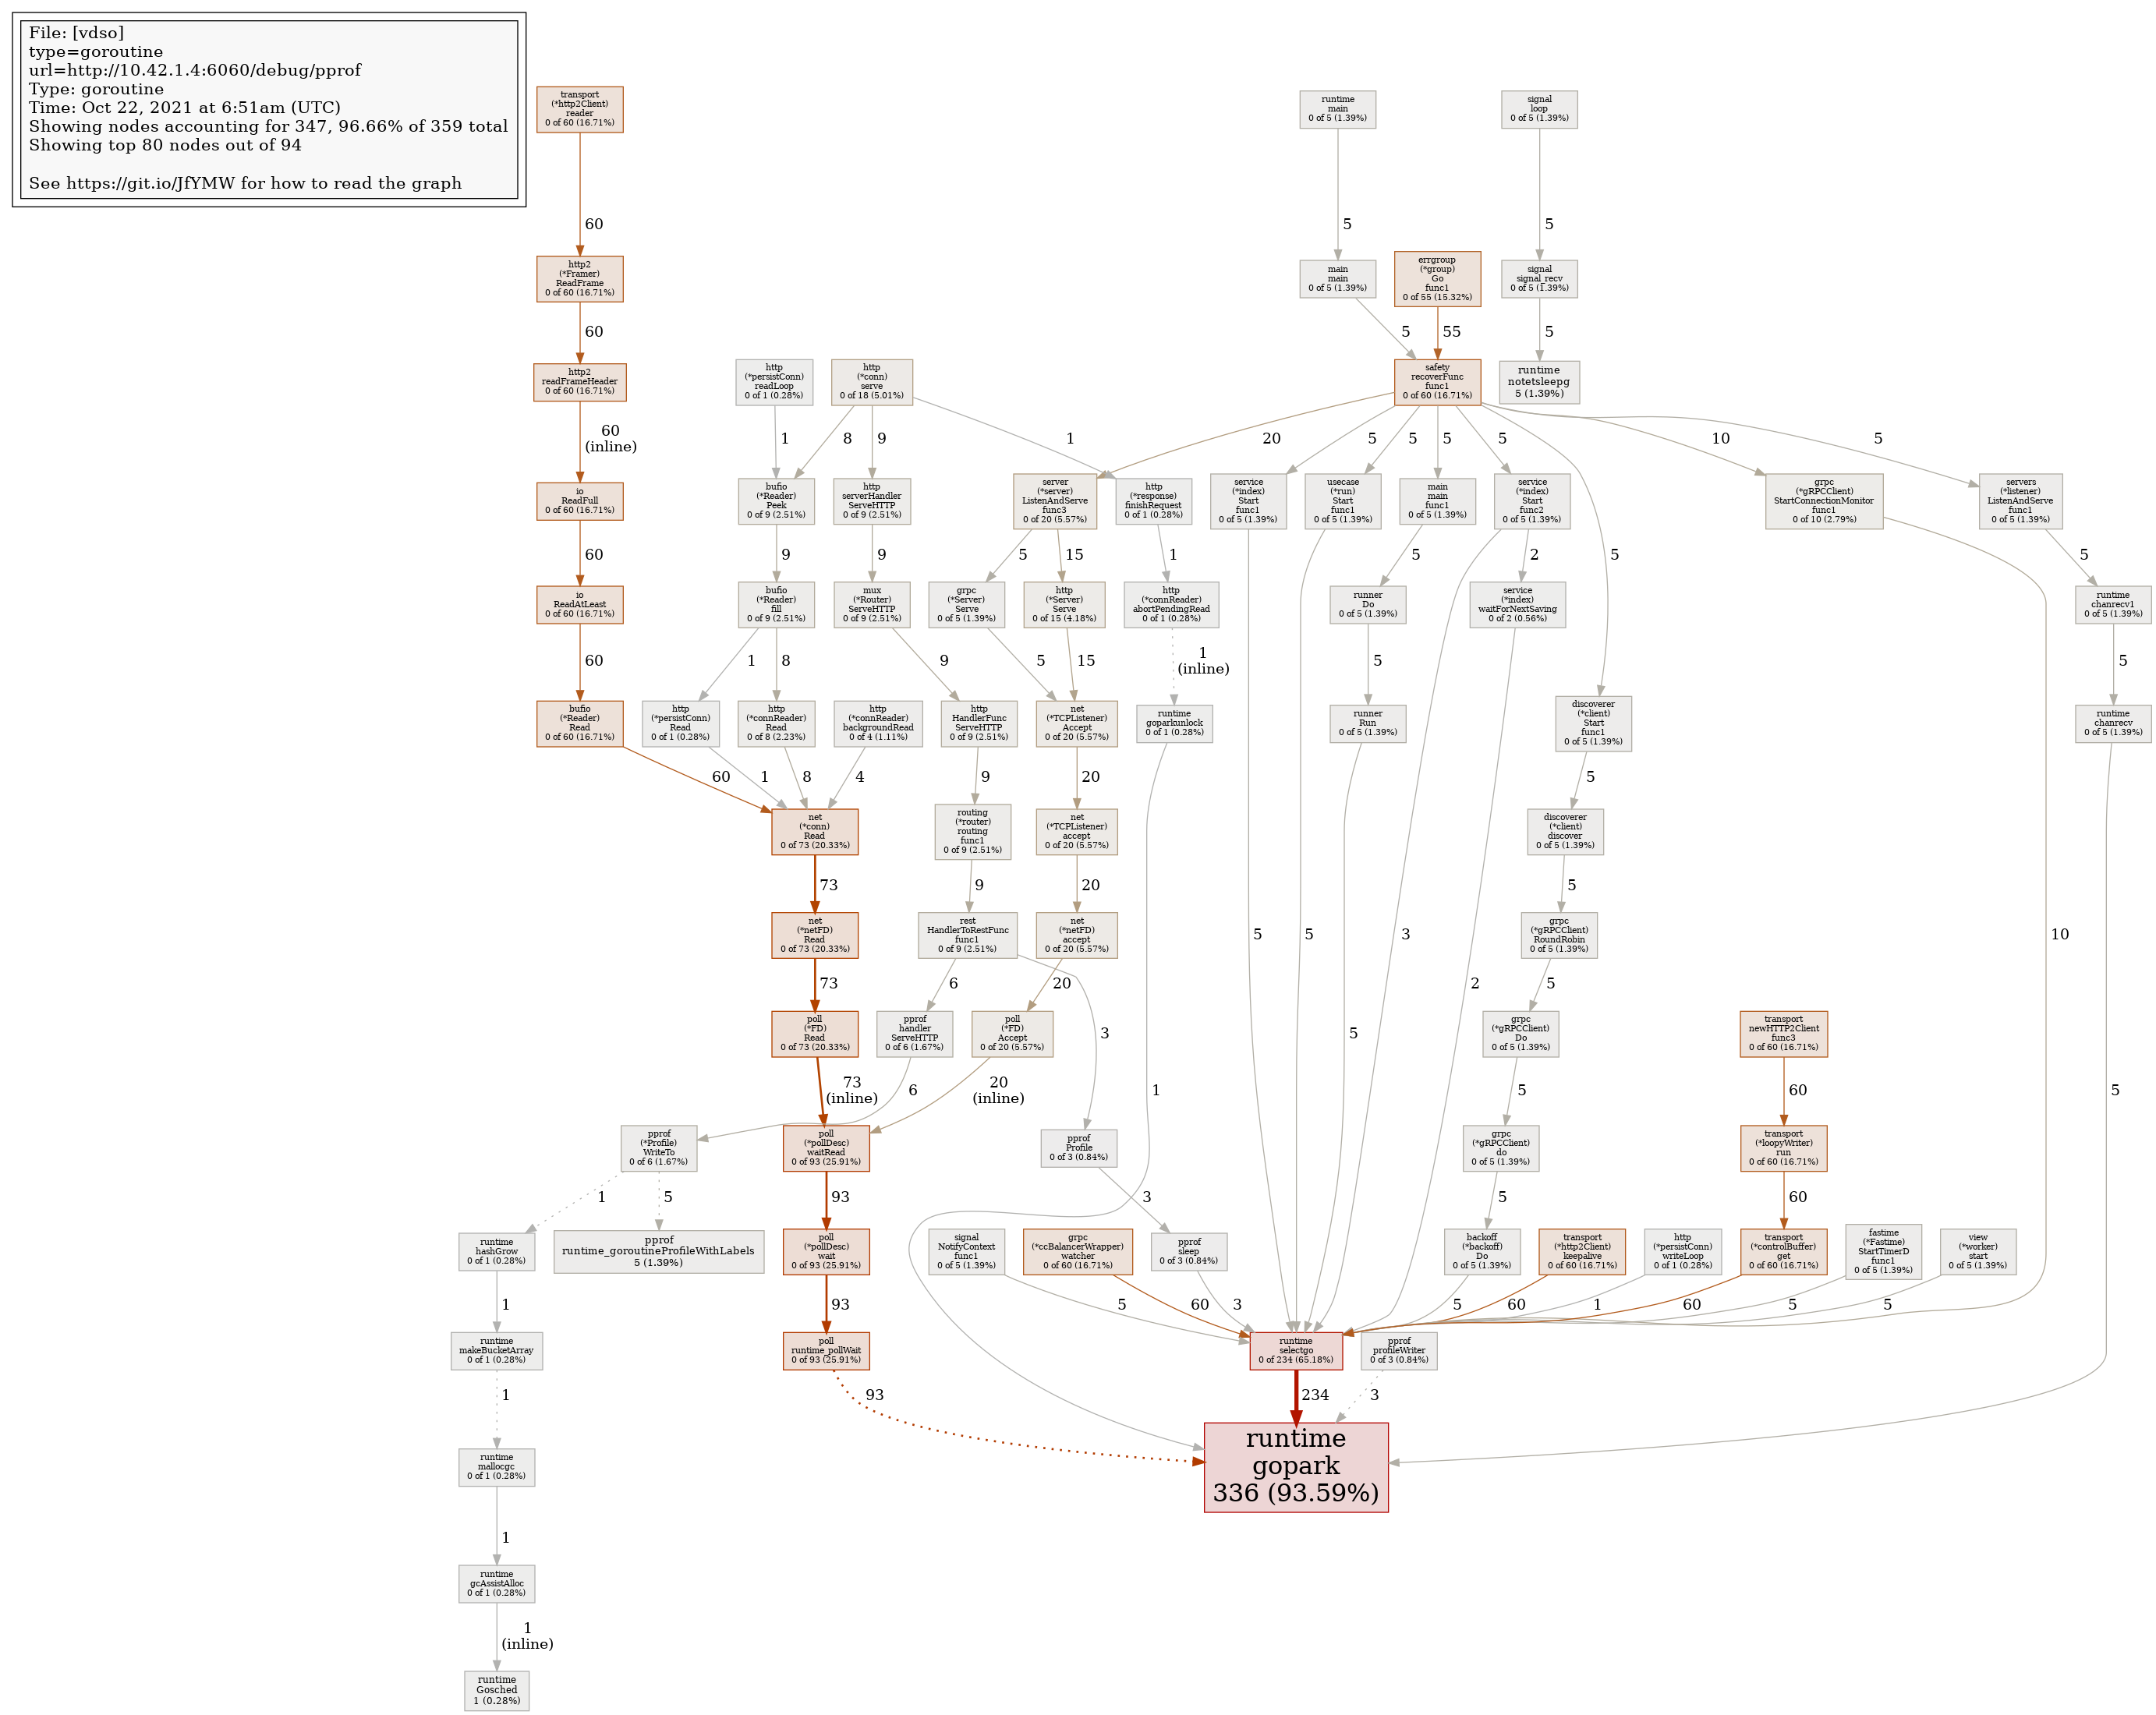 File: [vdso]
type=goroutine
url=http://10.42.1.4:6060/debug/pprof
Type: goroutine
Time: Oct 22, 2021 at 6:51am (UTC)
Showing nodes accounting for 347, 96.66% of 359 total
Showing top 80 nodes out of 94
See https://git.io/JfYMW for how to read the graph
transport
(*http2Client)
reader
0 of 60 (16.71%)
runtime
main
0 of 5 (1.39%)
signal
loop
0 of 5 (1.39%)
60
5
5
http2
(*Framer)
ReadFrame
0 of 60 (16.71%)
main
main
0 of 5 (1.39%)
errgroup
(*group)
Go
func1
0 of 55 (15.32%)
signal
signal_recv
0 of 5 (1.39%)
60
5
55
5
http2
readFrameHeader
0 of 60 (16.71%)
http
(*persistConn)
readLoop
0 of 1 (0.28%)
http
(*conn)
serve
0 of 18 (5.01%)
safety
recoverFunc
func1
0 of 60 (16.71%)
runtime
notetsleepg
5 (1.39%)
60
(inline)
1
8
9
1
20
5
5
5
5
5
10
5
io
ReadFull
0 of 60 (16.71%)
bufio
(*Reader)
Peek
0 of 9 (2.51%)
http
serverHandler
ServeHTTP
0 of 9 (2.51%)
server
(*server)
ListenAndServe
func3
0 of 20 (5.57%)
http
(*response)
finishRequest
0 of 1 (0.28%)
service
(*index)
Start
func1
0 of 5 (1.39%)
usecase
(*run)
Start
func1
0 of 5 (1.39%)
main
main
func1
0 of 5 (1.39%)
service
(*index)
Start
func2
0 of 5 (1.39%)
grpc
(*gRPCClient)
StartConnectionMonitor
func1
0 of 10 (2.79%)
servers
(*listener)
ListenAndServe
func1
0 of 5 (1.39%)
60
9
9
5
15
1
5
2
5
io
ReadAtLeast
0 of 60 (16.71%)
bufio
(*Reader)
fill
0 of 9 (2.51%)
mux
(*Router)
ServeHTTP
0 of 9 (2.51%)
grpc
(*Server)
Serve
0 of 5 (1.39%)
http
(*Server)
Serve
0 of 15 (4.18%)
http
(*connReader)
abortPendingRead
0 of 1 (0.28%)
runner
Do
0 of 5 (1.39%)
service
(*index)
waitForNextSaving
0 of 2 (0.56%)
runtime
chanrecv1
0 of 5 (1.39%)
60
1
8
9
5
15
1
(inline)
5
5
bufio
(*Reader)
Read
0 of 60 (16.71%)
http
(*persistConn)
Read
0 of 1 (0.28%)
http
(*connReader)
Read
0 of 8 (2.23%)
http
(*connReader)
backgroundRead
0 of 4 (1.11%)
http
HandlerFunc
ServeHTTP
0 of 9 (2.51%)
net
(*TCPListener)
Accept
0 of 20 (5.57%)
runtime
goparkunlock
0 of 1 (0.28%)
runner
Run
0 of 5 (1.39%)
discoverer
(*client)
Start
func1
0 of 5 (1.39%)
runtime
chanrecv
0 of 5 (1.39%)
60
1
8
4
9
20
5
net
(*conn)
Read
0 of 73 (20.33%)
routing
(*router)
routing
func1
0 of 9 (2.51%)
net
(*TCPListener)
accept
0 of 20 (5.57%)
discoverer
(*client)
discover
0 of 5 (1.39%)
73
9
20
5
net
(*netFD)
Read
0 of 73 (20.33%)
rest
HandlerToRestFunc
func1
0 of 9 (2.51%)
net
(*netFD)
accept
0 of 20 (5.57%)
grpc
(*gRPCClient)
RoundRobin
0 of 5 (1.39%)
5
5
3
10
73
6
20
2
5
poll
(*FD)
Read
0 of 73 (20.33%)
pprof
handler
ServeHTTP
0 of 6 (1.67%)
poll
(*FD)
Accept
0 of 20 (5.57%)
3
5
grpc
(*gRPCClient)
Do
0 of 5 (1.39%)
transport
newHTTP2Client
func3
0 of 60 (16.71%)
73
(inline)
6
20
(inline)
1
5
60
5
pprof
(*Profile)
WriteTo
0 of 6 (1.67%)
poll
(*pollDesc)
waitRead
0 of 93 (25.91%)
pprof
Profile
0 of 3 (0.84%)
grpc
(*gRPCClient)
do
0 of 5 (1.39%)
transport
(*loopyWriter)
run
0 of 60 (16.71%)
1
5
93
3
5
60
runtime
hashGrow
0 of 1 (0.28%)
pprof
runtime_goroutineProfileWithLabels
5 (1.39%)
poll
(*pollDesc)
wait
0 of 93 (25.91%)
signal
NotifyContext
func1
0 of 5 (1.39%)
grpc
(*ccBalancerWrapper)
watcher
0 of 60 (16.71%)
pprof
sleep
0 of 3 (0.84%)
backoff
(*backoff)
Do
0 of 5 (1.39%)
transport
(*http2Client)
keepalive
0 of 60 (16.71%)
http
(*persistConn)
writeLoop
0 of 1 (0.28%)
transport
(*controlBuffer)
get
0 of 60 (16.71%)
fastime
(*Fastime)
StartTimerD
func1
0 of 5 (1.39%)
view
(*worker)
start
0 of 5 (1.39%)
1
93
5
60
3
5
60
1
60
5
5
runtime
makeBucketArray
0 of 1 (0.28%)
poll
runtime_pollWait
0 of 93 (25.91%)
runtime
selectgo
0 of 234 (65.18%)
pprof
profileWriter
0 of 3 (0.84%)
1
93
234
3
runtime
mallocgc
0 of 1 (0.28%)
runtime
gopark
336 (93.59%)
1
runtime
gcAssistAlloc
0 of 1 (0.28%)
1
(inline)
runtime
Gosched
1 (0.28%)